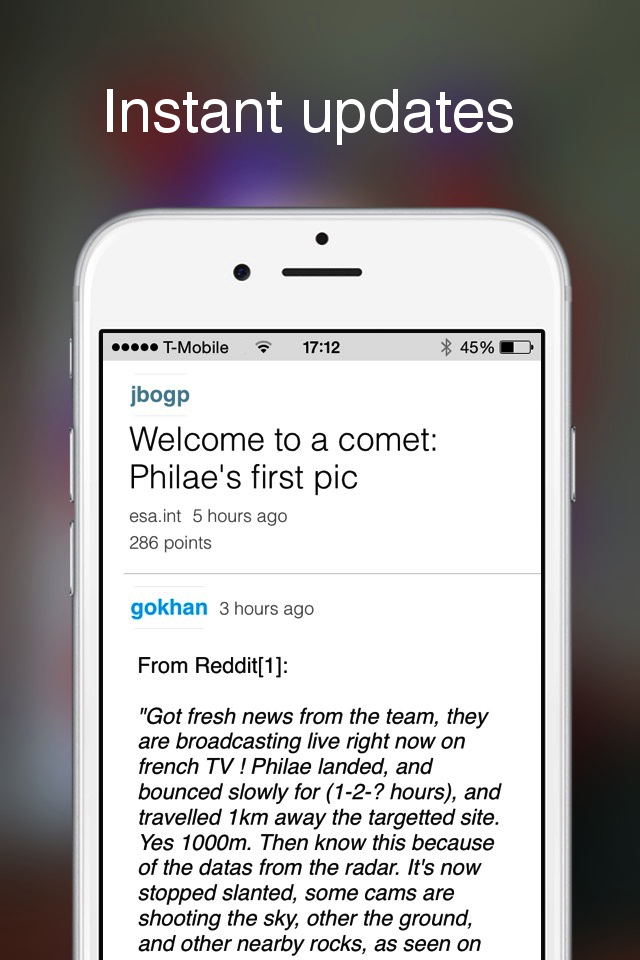 Instant updates
T-Mobile 17:12 45%
jbogp
Welcome to a comet:
Philae's first pic
esa.int 5 hours ago
286 points
gokhan 3 hours ago
From Reddit[1]:
"Got fresh news from the team, they
are broadcasting live right now on
french TV ! Philae landed, and
bounced slowly for (1-2-? hours), and
travelled 1km away the targetted site.
Yes 1000m. Then know this because
of the datas from the radar. It's now
stopped slanted, some cams are
shooting the sky, other the ground,
and other nearby rocks, as seen on